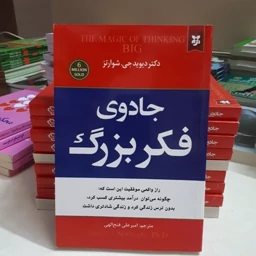 THE MAGIC OF THINKING
BIG
دکتر دیوید جی. شوارتز
6
MILLION
SOLD
جادوی
فکر بزرگ
راز واقعی موفقیت این است که:
چگونه می‌توان درآمد بیشتری کسب کرد،
بدون ترس زندگی کرد و زندگی شادتری داشت
مترجم: امیرعلی فتح‌الهی